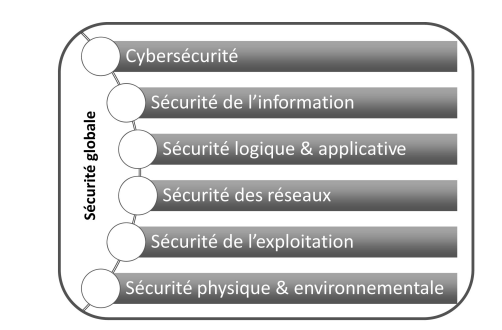 Sécurité globale
Cybersécurité
Sécurité de l'information
Sécurité logique & applicative
Sécurité des réseaux
Sécurité de l'exploitation
Sécurité physique & environnementale